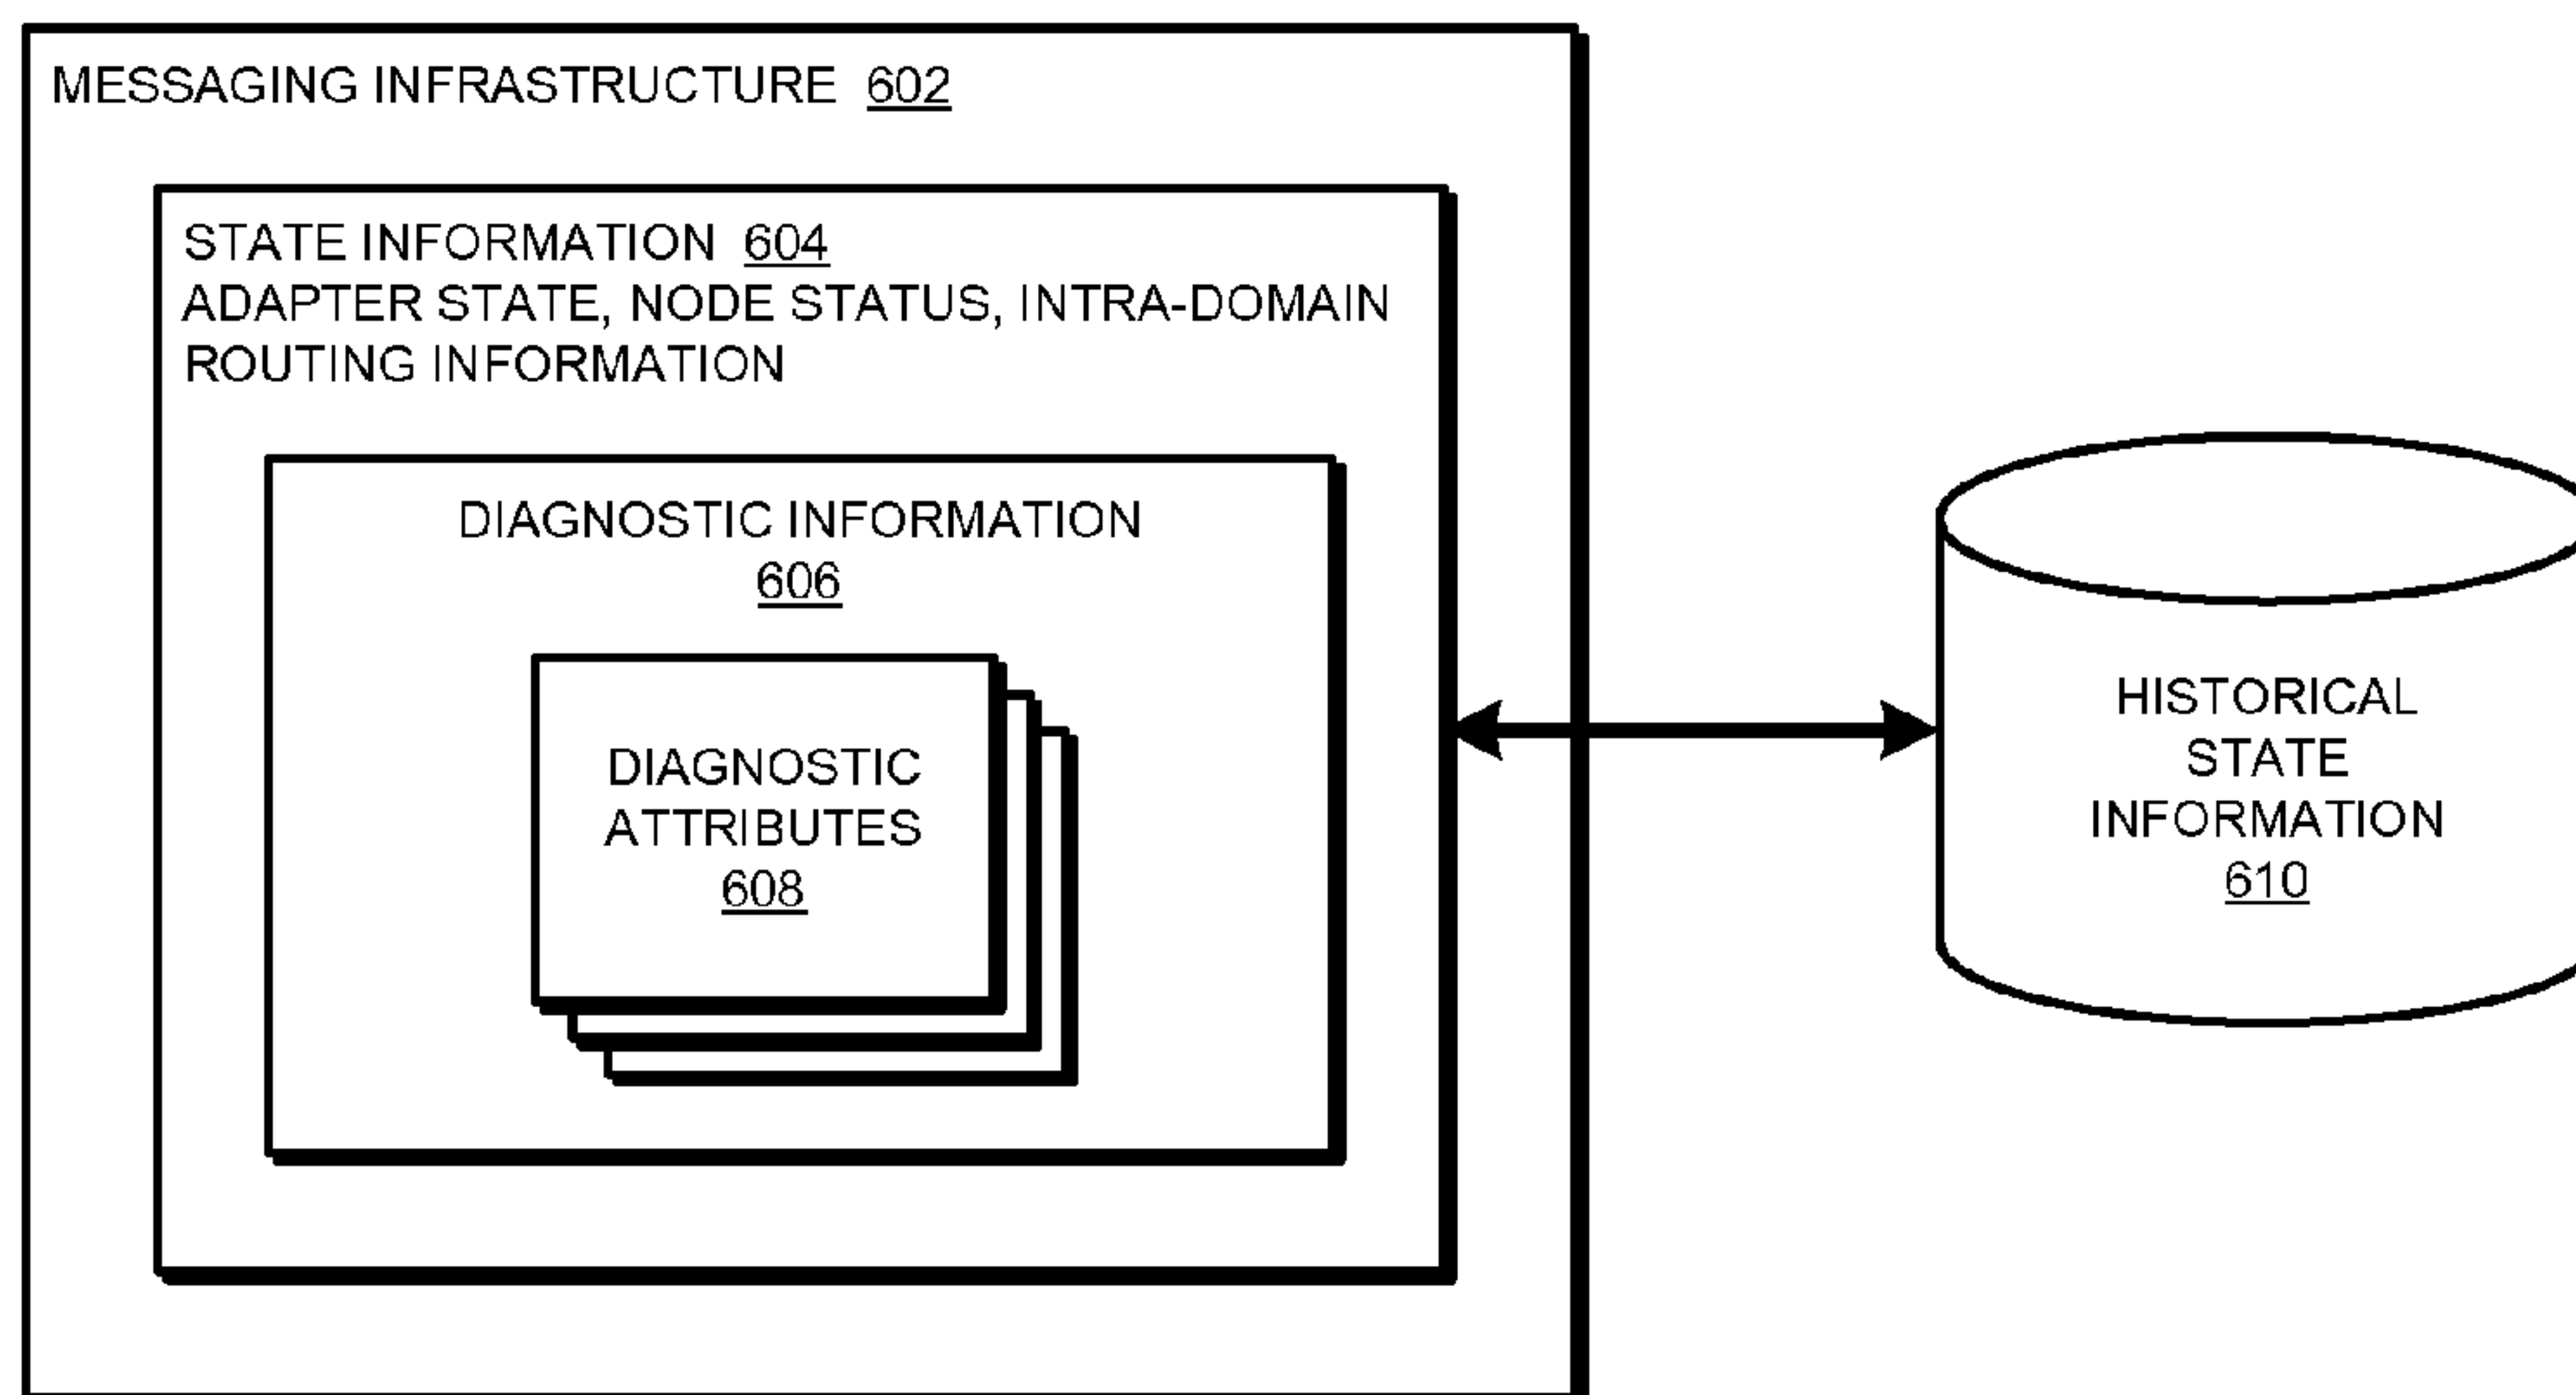 MESSAGING INFRASTRUCTURE 602
STATE INFORMATION 604
ADAPTER STATE, NODE STATUS, INTRA-DOMAIN
ROUTING INFORMATION
DIAGNOSTIC INFORMATION
606
DIAGNOSTIC
ATTRIBUTES
608
HISTORICAL
STATE
INFORMATION
610